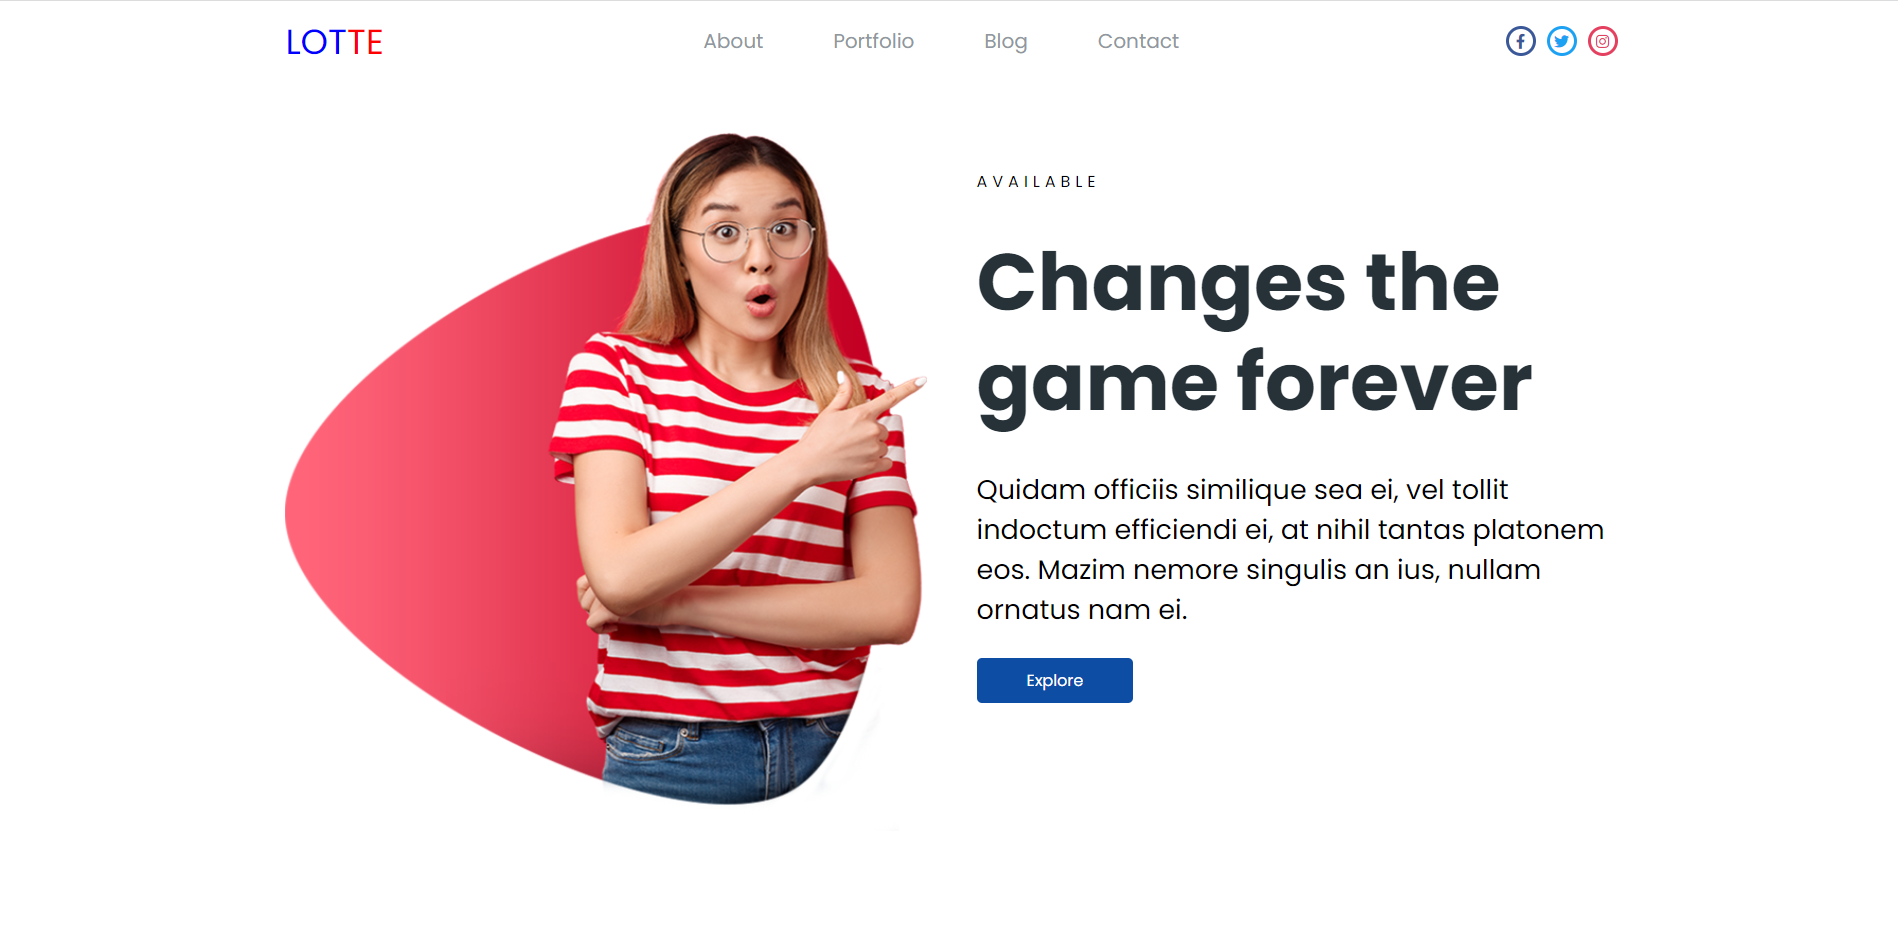 LOTTE
About Portfolio Blog Contact
AVAILABLE
Changes the
game forever
Quidam officiis similique sea ei, vel tollit
indoctum efficiendi ei, at nihil tantas platonem
eos. Mazim nemore singulis an ius, nullam
ornatus nam ei.
Explore